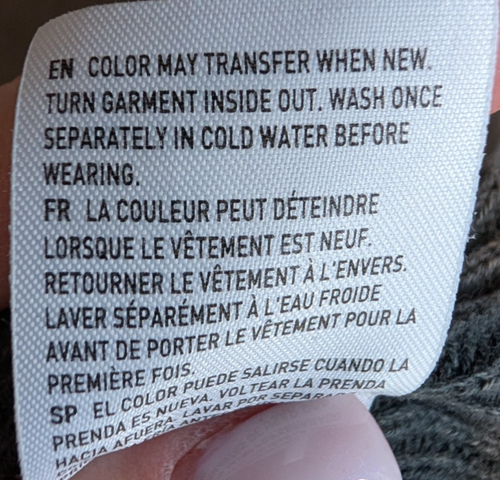 EN COLOR MAY TRANSFER WHEN NEW.
TURN GARMENT INSIDE OUT. WASH ONCE
SEPARATELY IN COLD WATER BEFORE
WEARING.
FR LA COULEUR PEUT DÉTEINDRE
LORSQUE LE VÊTEMENT EST NEUF.
RETOURNER LE VÊTEMENT À L'ENVERS.
LAVER SÉPARÉMENT À L'EAU FROIDE
AVANT DE PORTER LE VÊTEMENT POUR LA
PREMIÈRE FOIS.
SP EL COLOR PUEDE SALIRSE CUANDO LA
PRENDA ES NUEVA. VOLTEAR LA PRENDA
HACIA AFUERA. LAVAR POR